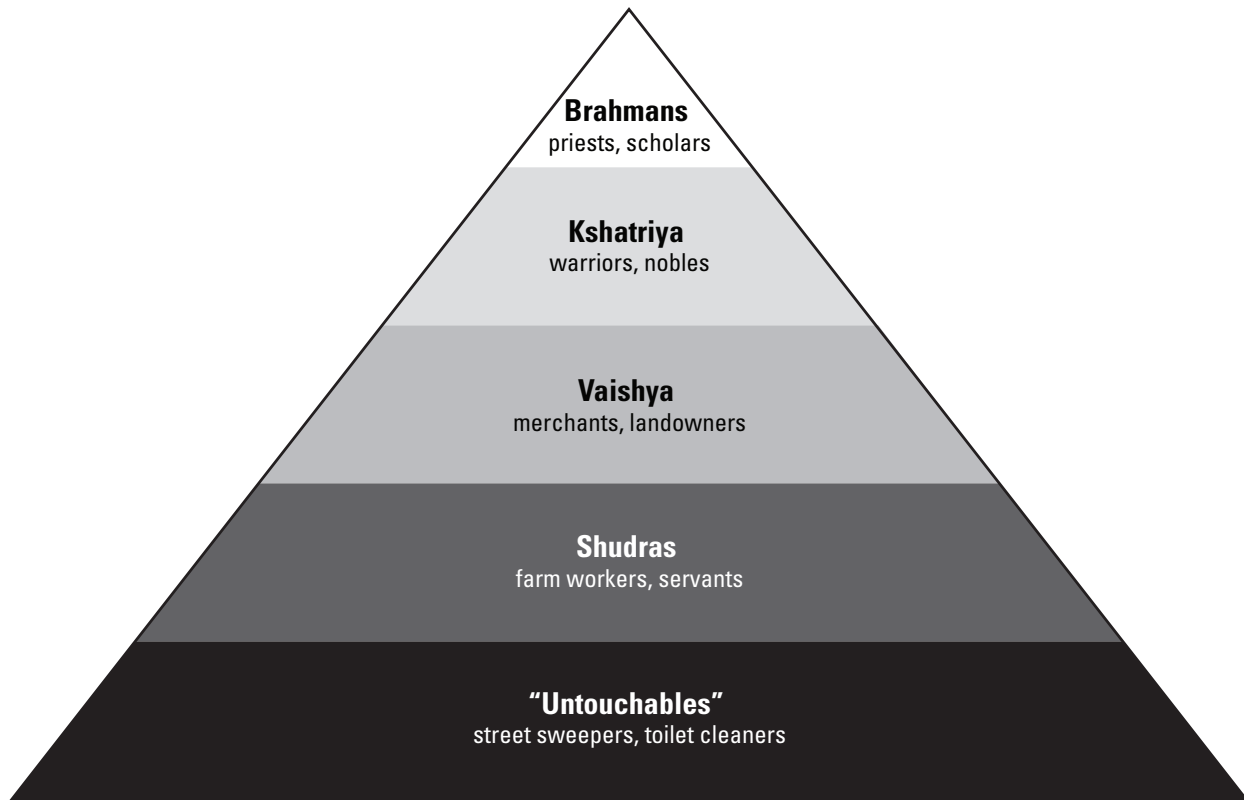 Brahmans
priests, scholars
Kshatriya
warriors, nobles
Vaishya
merchants, landowners
Shudras
farm workers, servants
“Untouchables”
street sweepers, toilet cleaners